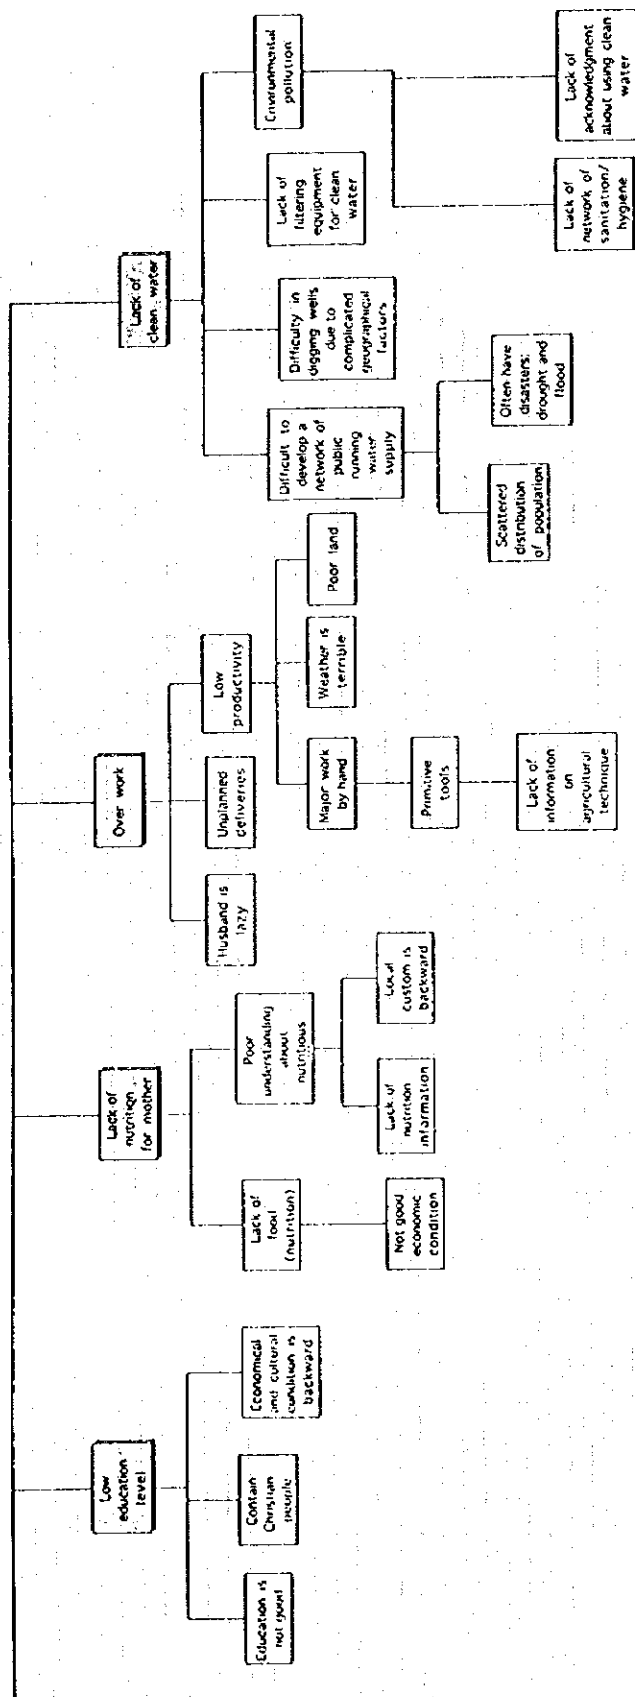 Low
education
level
Education is
not good
Contain
Christian
people
Economical
and cultural
condition is
backward
Lack of
nutrition
for mother
Lack of
food
(nutrition)
Not good
economic
condition
Poor
understanding
about
nutritious
Lack of
nutrition
information
Local
custom is
backward
Over work
Husband is
lazy
Unplanned
deliveries
Low
productivity
Major work
by hand
Weather is
terrible
Poor land
Primitive
tools
Lack of
information
on
agricultural
technique
Lack of
clean water
Difficult to
develop a
network of
public
running
water
supply
Difficulty in
digging wells
due to
complicated
geographical
factors
Lack of
filtering
equipment
for clean
water
Environmental
pollution
Scattered
distribution
of population
Often have
disasters:
drought and
flood
Lack of
network of
sanitation/
hygiene
Lack of
acknowledgment
about using clean
water